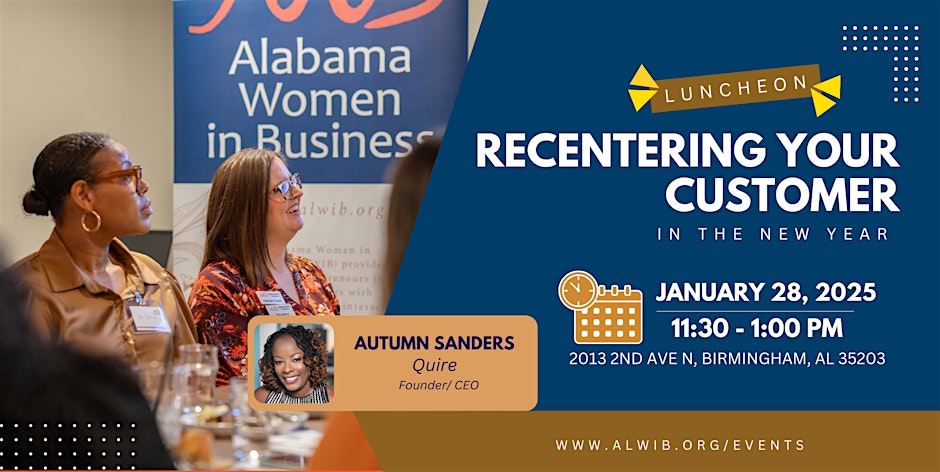 Alabama
Women
in Business
alwib.org
LUNCHEON
RECENTERING YOUR
CUSTOMER
IN THE NEW YEAR
JANUARY 28, 2025
11:30 - 1:00 PM
2013 2ND AVE N, BIRMINGHAM, AL 35203
AUTUMN SANDERS
Quire
Founder/ CEO
WWW.ALWIB.ORG/EVENTS